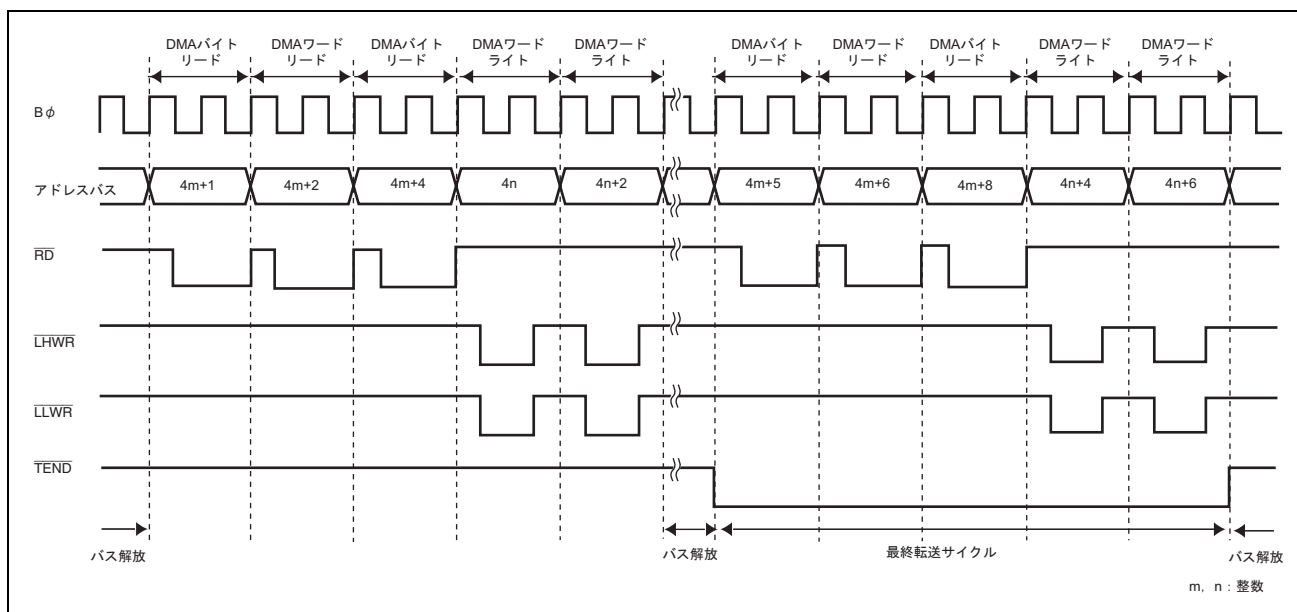 DMAバイト
リード
DMAワード
リード
DMAバイト
リード
DMAワード
ライト
DMAワード
ライト
DMAバイト
リード
DMAワード
リード
DMAバイト
リード
DMAワード
ライト
DMAワード
ライト
Bφ
アドレスバス
4m+1
4m+2
4m+4
4n
4n+2
4m+5
4m+6
4m+8
4n+4
4n+6
RD
LHWR
LLWR
TEND
バス解放
バス解放
最終転送サイクル
バス解放
m, n : 整数